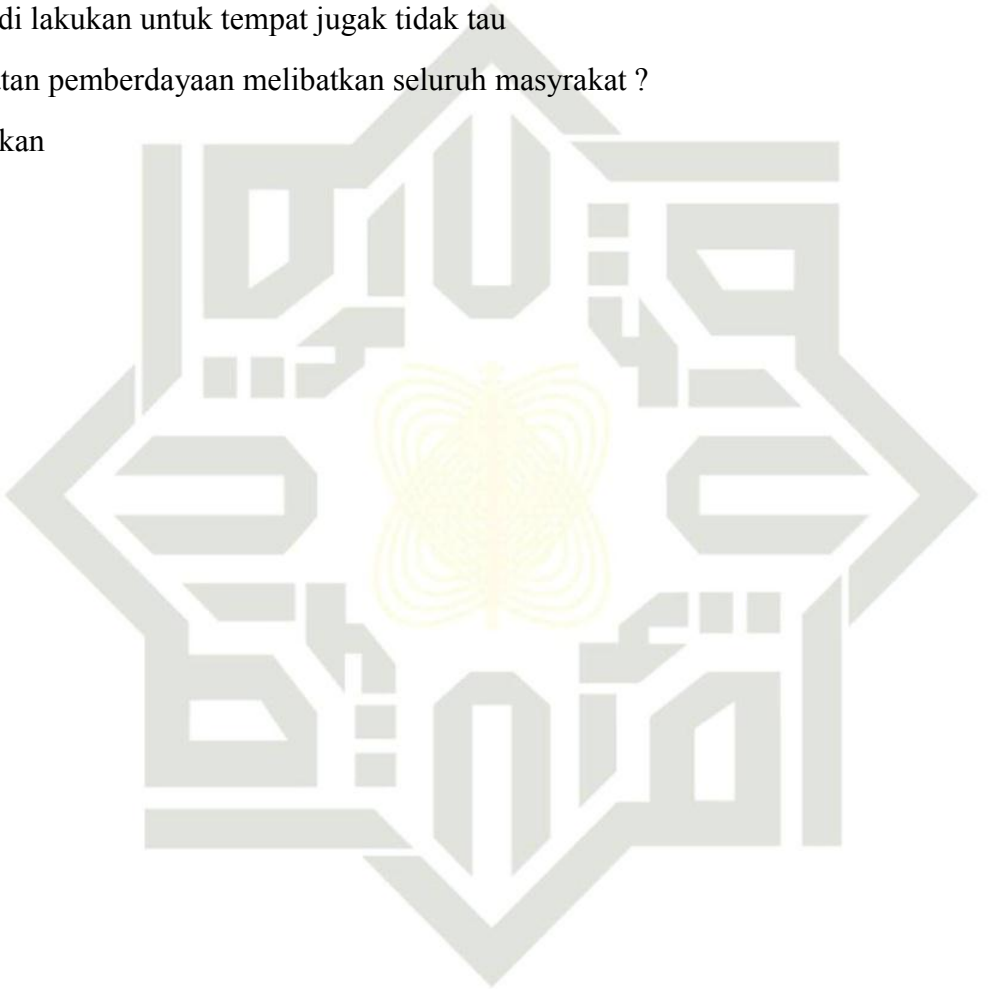 di lakukan untuk tempat jugak tidak tau
tan pemberdayaan melibatkan seluruh masyrakat ?
kan